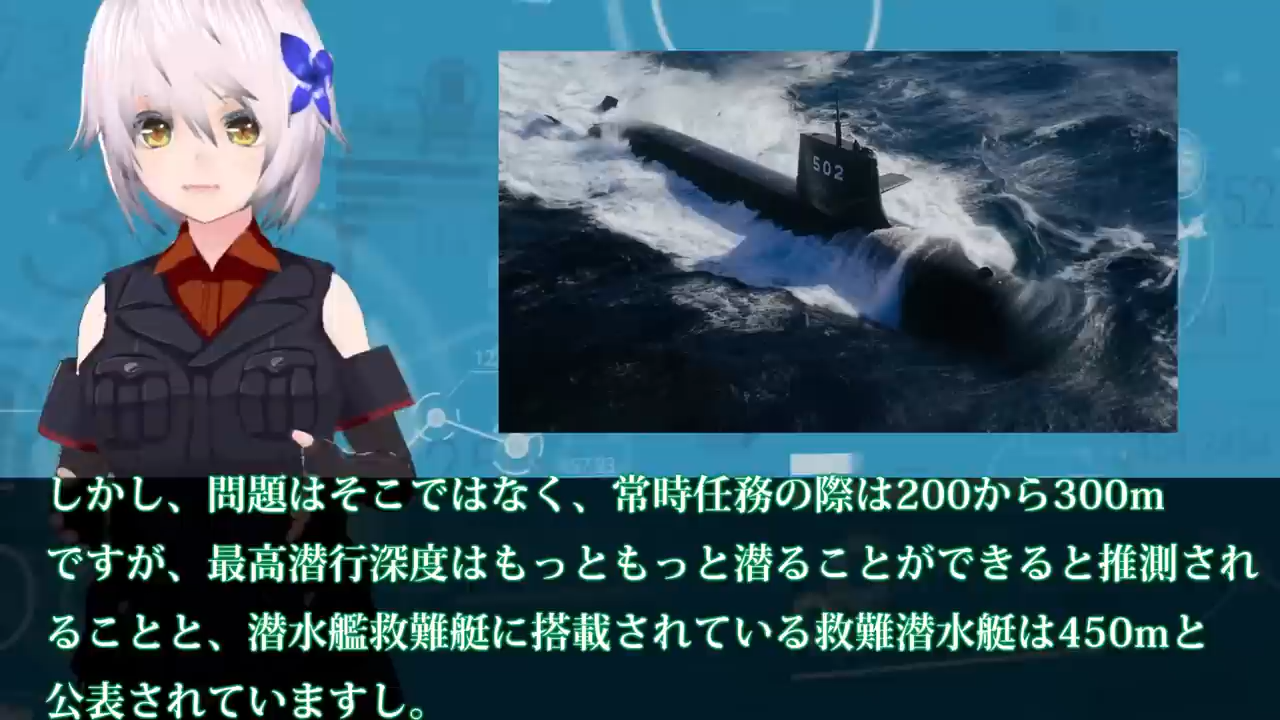 502
しかし、問題はそこではなく、常時任務の際は200から300m
ですが、最高潜行深度はもっともっと潜ることができると推測され
ることと、潜水艦救難艇に搭載されている救難潜水艇は450mと
公表されていますし。